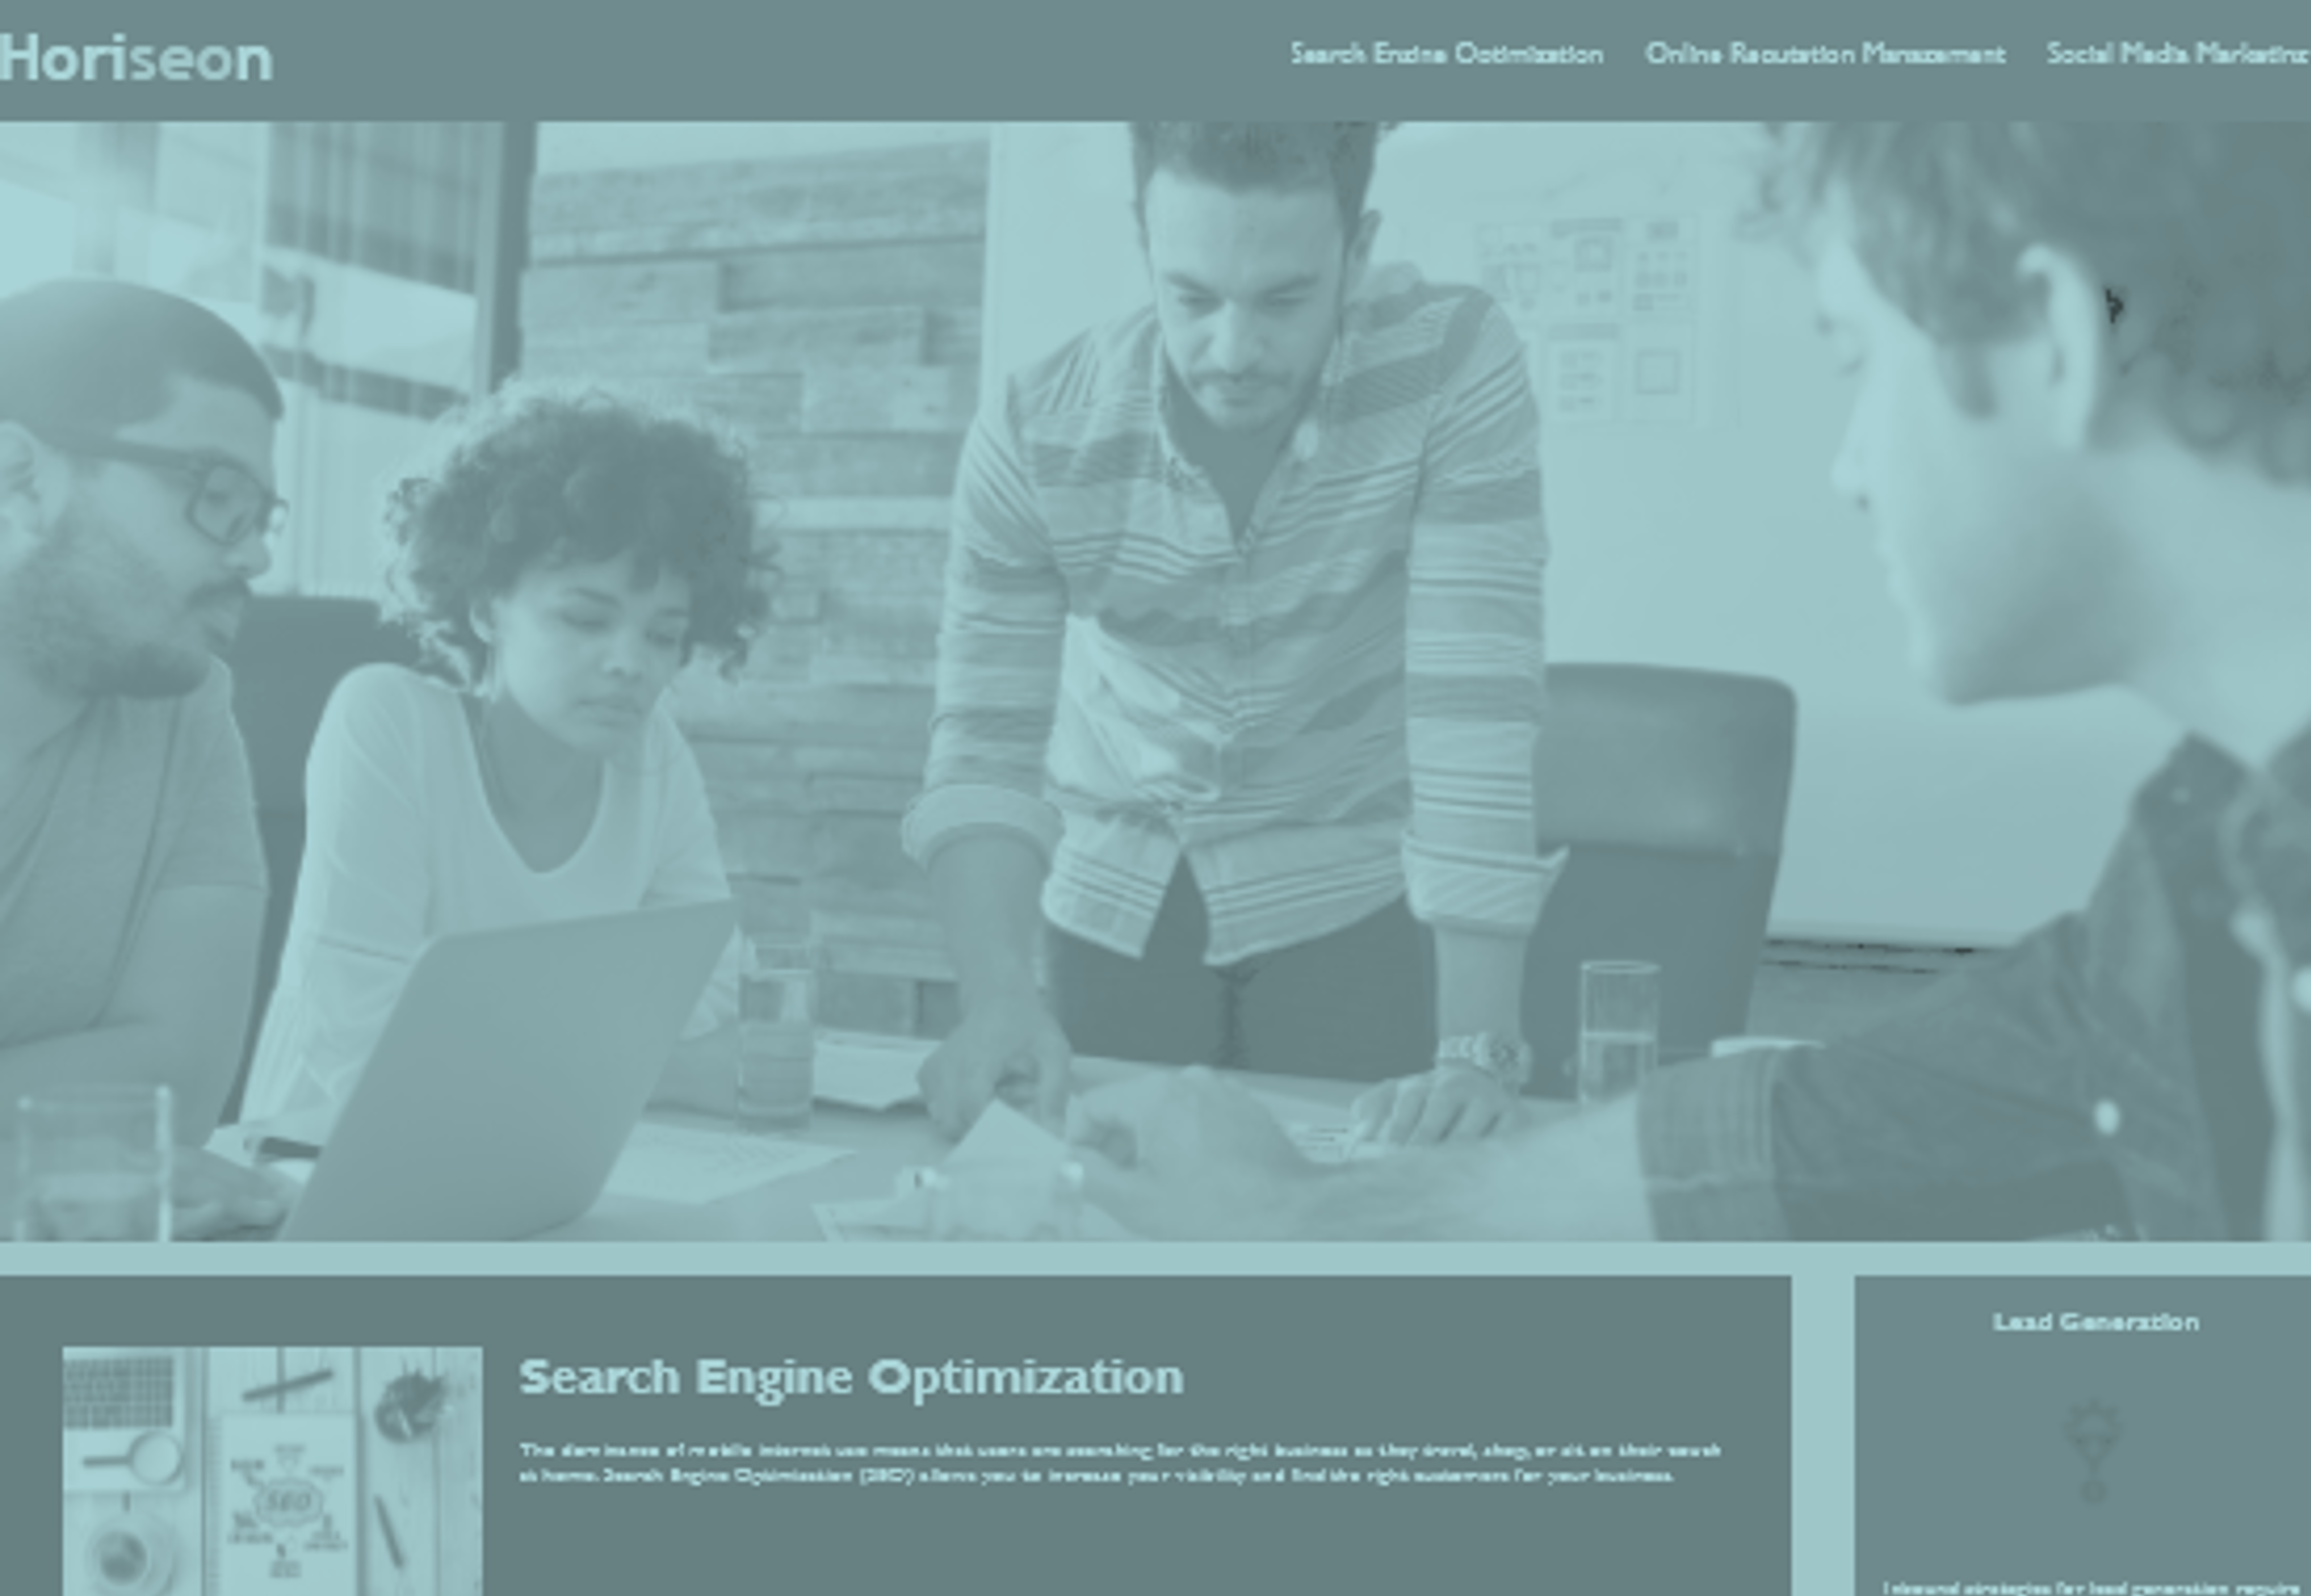 Horiseon
Search Engine Optimization Online Reputation Management Social Media Marketing
Search Engine Optimization
The dominance of mobile internet use means that users are searching for the right business as they travel, shop, or sit on their couch
at home. Search Engine Optimization (SEO) allows you to increase your visibility and find the right customers for your business.
Lead Generation
SEO
Inbound strategies for lead generation require